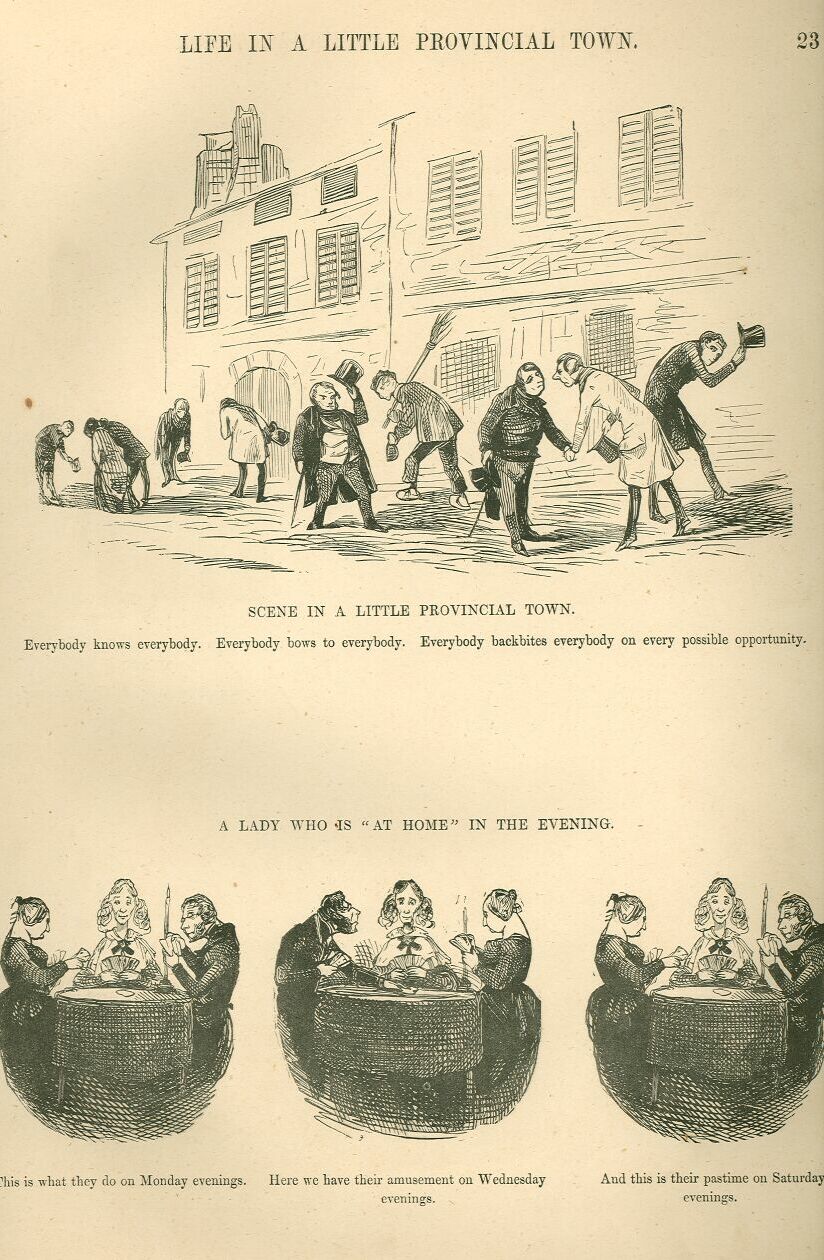 LIFE IN A LITTLE PROVINCIAL TOWN.
23
SCENE IN A LITTLE PROVINCIAL TOWN.
Everybody knows everybody. Everybody bows to everybody. Everybody backbites everybody on every possible opportunity.
A LADY WHO IS "AT HOME" IN THE EVENING.
This is what they do on Monday evenings.
Here we have their amusement on Wednesday
evenings.
And this is their pastime on Saturday
evenings.